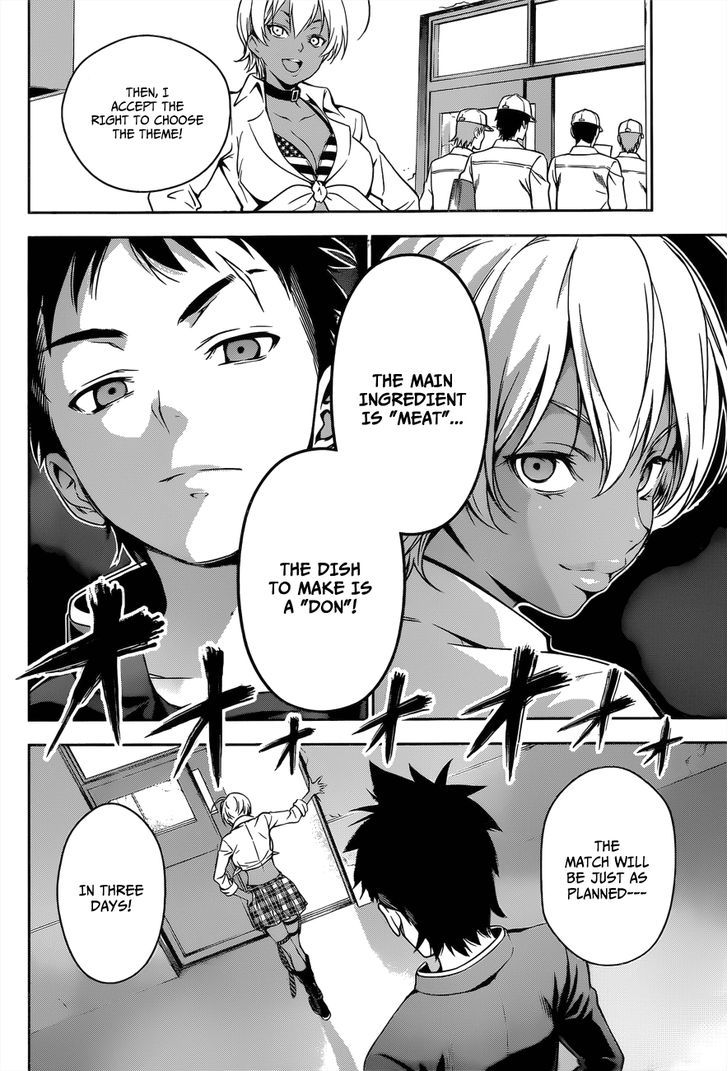 THEN, I
ACCEPT THE
RIGHT TO CHOOSE
THE THEME!
THE MAIN
INGREDIENT
IS "MEAT"...
THE DISH
TO MAKE IS
A "DON"!
オオオオオオオ
THE
MATCH WILL
BE JUST AS
PLANNED---
IN THREE
DAYS!